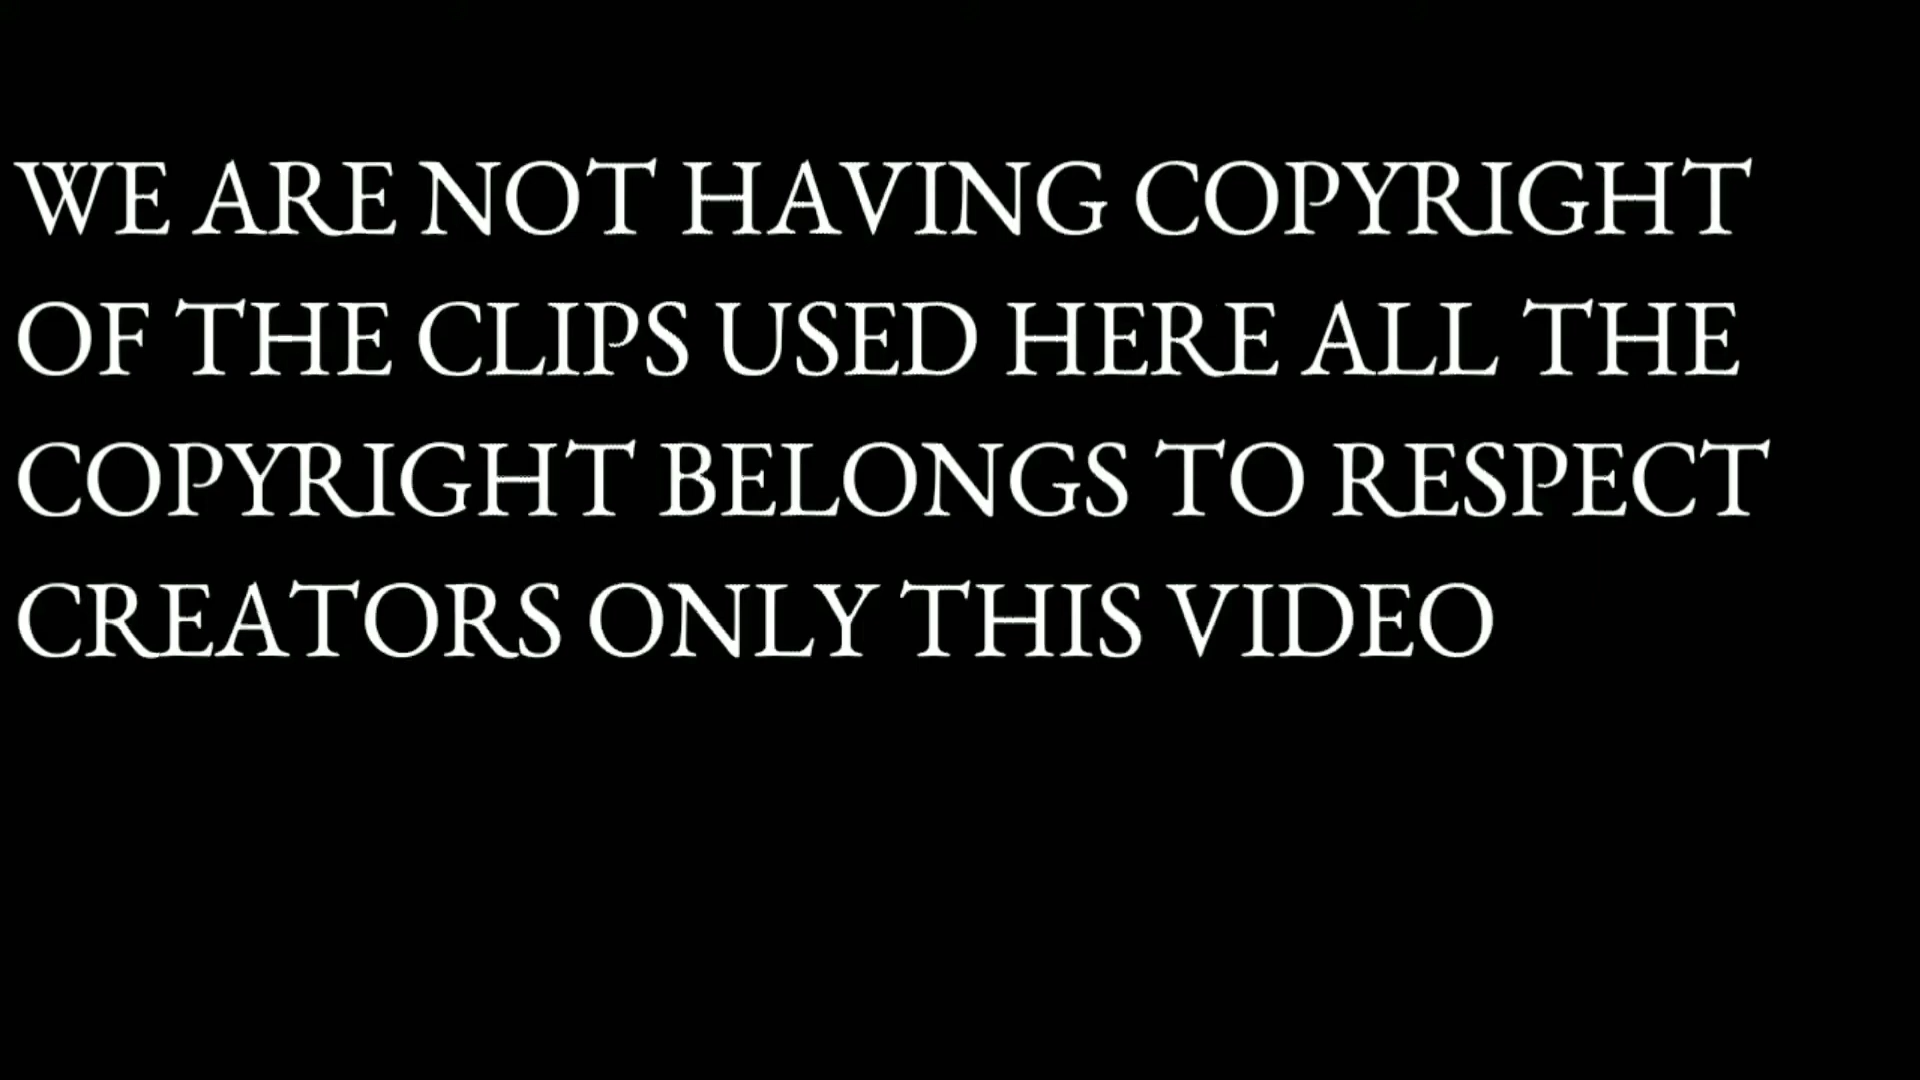 WE ARE NOT HAVING COPYRIGHT
OF THE CLIPS USED HERE ALL THE
COPYRIGHT BELONGS TO RESPECT
CREATORS ONLY THIS VIDEO